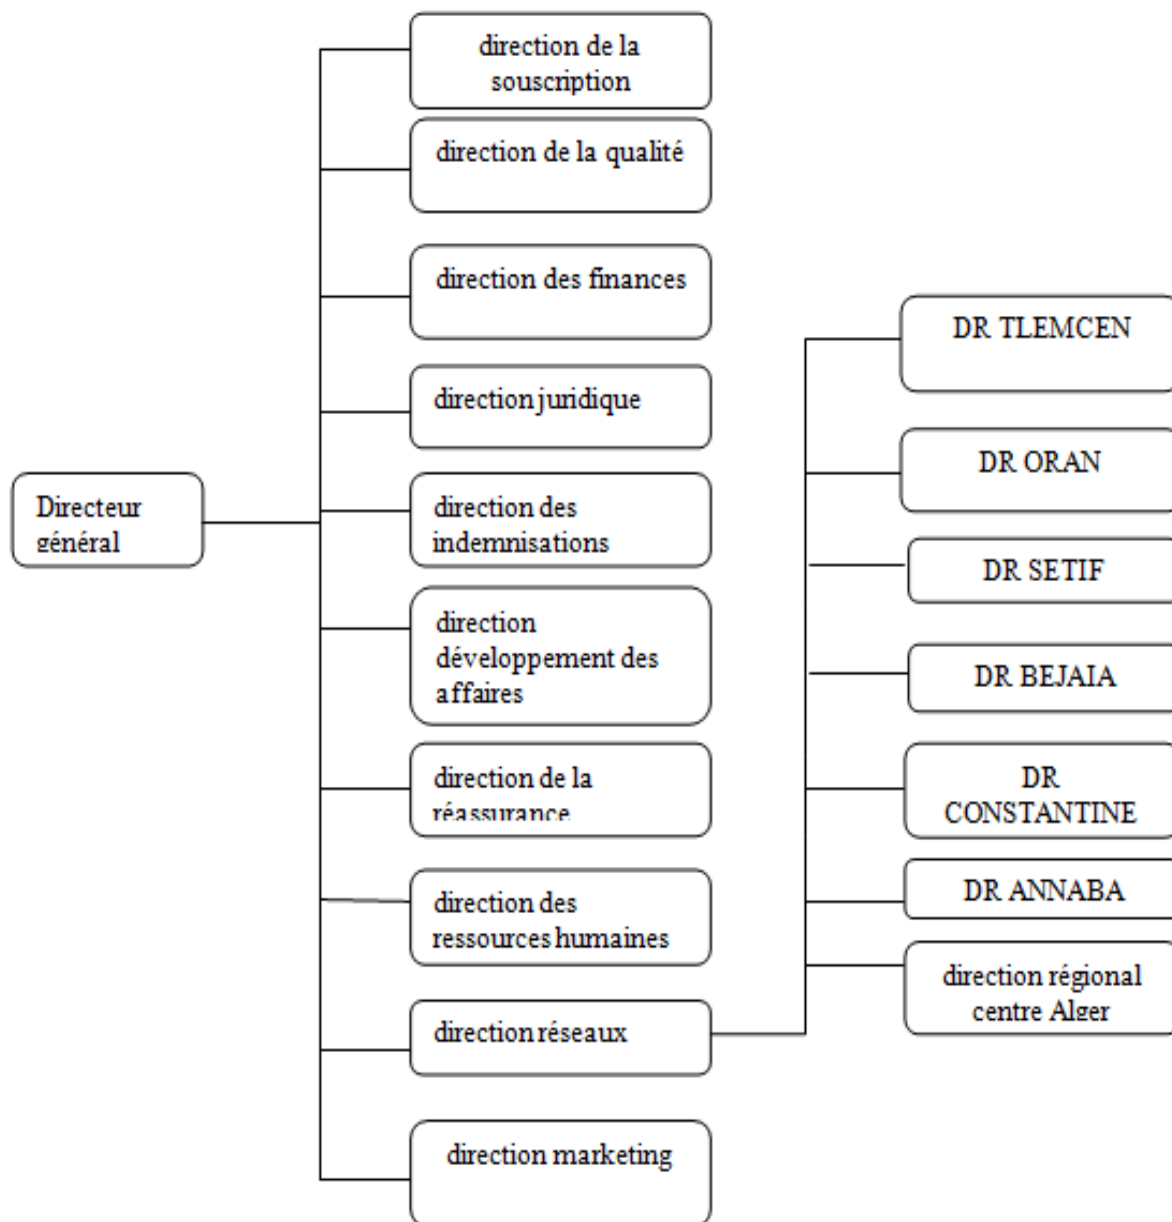 Directeur
général
direction de la
souscription
direction de la qualité
direction des finances
direction juridique
direction des
indemnisations
direction
développement des
affaires
direction de la
réassurance
direction des
ressources humaines
direction réseaux
direction marketing
DR TLEMCEN
DR ORAN
DR SETIF
DR BEJAIA
DR
CONSTANTINE
DR ANNABA
direction régional
centre Alger